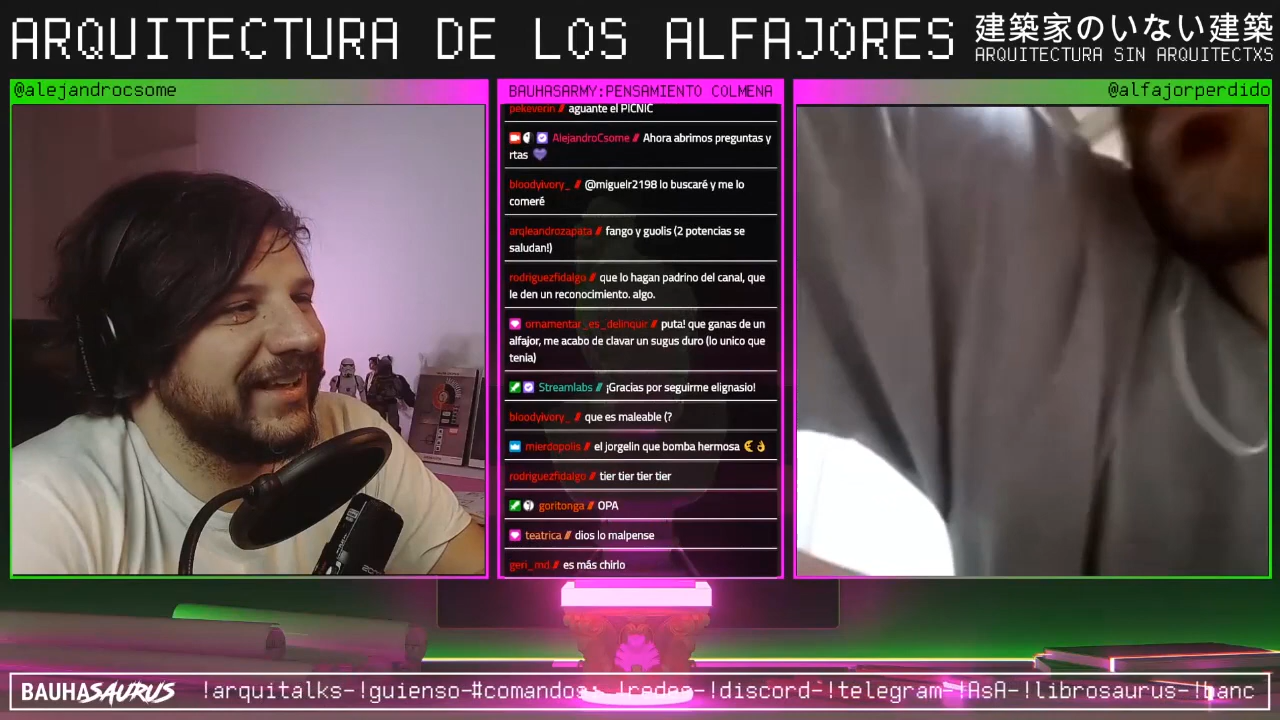 ARQUITECTURA DE LOS ALFAJORES
建築家のいない建築
ARQUITECTURA SIN ARQUITECTXS
@alejandrocsome
BAUHASARMY:PENSAMIENTO COLMENA
@alfajorperdido
pekeverin // aguante el PICNIC
AlejandroCsome // Ahora abrimos preguntas y
rtas 💜
bloodyivory_ // @miguelr2198 lo buscaré y me lo
comeré
arqleandrozapata // fango y guolis (2 potencias se
saludan!)
rodriguezfidalgo // que lo hagan padrino del canal, que
le den un reconocimiento. algo.
ornamentar_es_delinquir // puta! que ganas de un
alfajor, me acabo de clavar un sugus duro (lo unico que
tenia)
Streamlabs // ¡Gracias por seguirme elignasio!
bloodyivory_ // que es maleable (?
mierdopolis // el jorgelin que bomba hermosa
rodriguezfidalgo // tier tier tier tier
goritonga // OPA
teatrica // dios lo malpense
geri_md // es más chirlo
BAUHASAURUS
!arquitalks-!guienso-#comandos: !redes-!discord-!telegram-!AsA-!librosaurus-!banc